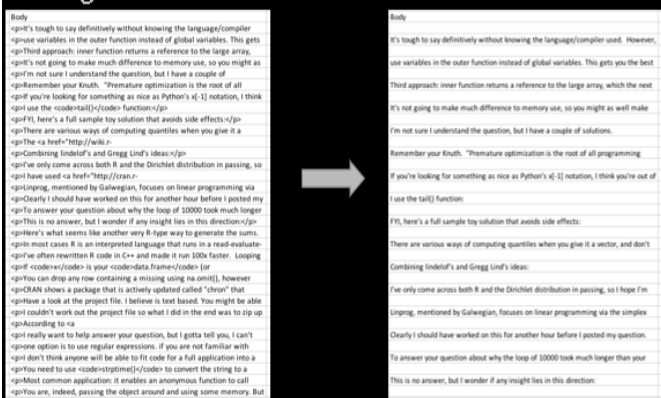 Body
<p>It's tough to say definitively without knowing the language/compiler
<p>use variables in the outer function instead of global variables. This gets
<p>Third approach: inner function returns a reference to the large array,
<p>It's not going to make much difference to memory use, so you might as
<p>I'm not sure I understand the question, but I have a couple of
<p>Remember your Knuth.  "Premature optimization is the root of all
<p>If you're looking for something as nice as Python's x[-1] notation, I think
<p>I use the <code>tail()</code> function:</p>
<p>FYI, here's a full sample toy solution that avoids side effects:</p>
<p>There are various ways of computing quantiles when you give it a
<p>The <a href="http://wiki.r-
<p>Combining lindelof's and Gregg Lind's ideas:</p>
<p>I've only come across both R and the Dirichlet distribution in passing, so
<p>I have used <a href="http://cran.r-
<p>Linprog, mentioned by Galwegian, focuses on linear programming via
<p>Clearly I should have worked on this for another hour before I posted my
<p>To answer your question about why the loop of 10000 took much longer
<p>This is no answer, but I wonder if any insight lies in this direction:</p>
<p>Here's what seems like another very R-type way to generate the sums.
<p>In most cases R is an interpreted language that runs in a read-evaluate-
<p>I've often rewritten R code in C++ and made it run 100x faster.  Looping
<p>If <code>e</code> is your <code>data.frame</code> (or
<p>You can drop any row containing a missing using na.omit(), however
<p>CRAN shows a package that is actively updated called "chron" that
<p>Have a look at the project file. I believe is text based. You might be able
<p>I couldn't work out the project file so what I did in the end was to zip up
<p>According to <a
<p>I really want to help answer your question, but I gotta tell you, I can't
<p>one option is to use regular expressions. if you are not familiar with
<p>I don't think anyone will be able to fit code for a full application into a
<p>You need to use <code>strptime()</code> to convert the string to a
<p>Most common application: it enables an anonymous function to call
<p>You are, indeed, passing the object around and using some memory. But
Body
It's tough to say definitively without knowing the language/compiler used.  However,
use variables in the outer function instead of global variables. This gets you the best
Third approach: inner function returns a reference to the large array, which the next
It's not going to make much difference to memory use, so you might as well make
I'm not sure I understand the question, but I have a couple of solutions.
Remember your Knuth.  "Premature optimization is the root of all programming
If you're looking for something as nice as Python's x[-1] notation, I think you're out of
I use the tail() function:
FYI, here's a full sample toy solution that avoids side effects:
There are various ways of computing quantiles when you give it a vector, and don't
Combining lindelof's and Gregg Lind's ideas:
I've only come across both R and the Dirichlet distribution in passing, so I hope I'm
Linprog, mentioned by Galwegian, focuses on linear programming via the simplex
Clearly I should have worked on this for another hour before I posted my question.
To answer your question about why the loop of 10000 took much longer than your
This is no answer, but I wonder if any insight lies in this direction: